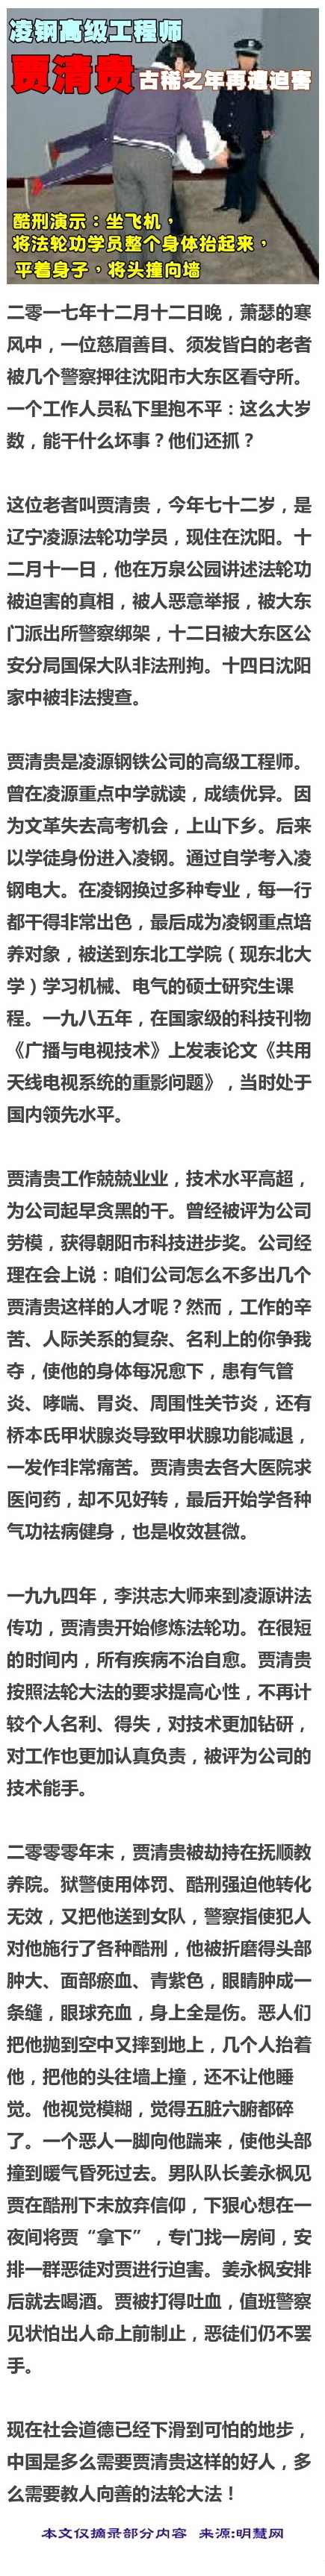 凌钢高级工程师
贾清贵 古稀之年再遭迫害
酷刑演示：坐飞机，
将法轮功学员整个身体抬起来，
平着身子，将头撞向墙
二零一七年十二月十二日晚，萧瑟的寒
风中，一位慈眉善目、须发皆白的老者
被几个警察押往沈阳市大东区看守所。
一个工作人员私下里抱不平：这么大岁
数，能干什么坏事？他们还抓？
这位老者叫贾清贵，今年七十二岁，是
辽宁凌源法轮功学员，现住在沈阳。十
二月十一日，他在万泉公园讲述法轮功
被迫害的真相，被人恶意举报，被大东
门派出所警察绑架，十二日被大东区公
安分局国保大队非法刑拘。十四日沈阳
家中被非法搜查。
贾清贵是凌源钢铁公司的高级工程师。
曾在凌源重点中学就读，成绩优异。因
为文革失去高考机会，上山下乡。后来
以学徒身份进入凌钢。通过自学考入凌
钢电大。在凌钢换过多种专业，每一行
都干得非常出色，最后成为凌钢重点培
养对象，被送到东北工学院（现东北大
学）学习机械、电气的硕士研究生课
程。一九八五年，在国家级的科技刊物
《广播与电视技术》上发表论文《共用
天线电视系统的重影问题》，当时处于
国内领先水平。
贾清贵工作兢兢业业，技术水平高超，
为公司起早贪黑的干。曾经被评为公司
劳模，获得朝阳市科技进步奖。公司经
理在会上说：咱们公司怎么不多出几个
贾清贵这样的人才呢？然而，工作的辛
苦、人际关系的复杂、名利上的你争我
夺，使他的身体每况愈下，患有气管
炎、哮喘、胃炎、周围性关节炎，还有
桥本氏甲状腺炎导致甲状腺功能减退，
一发作非常痛苦。贾清贵去各大医院求
医问药，却不见好转，最后开始学各种
气功祛病健身，也是收效甚微。
一九九四年，李洪志大师来到凌源讲法
传功，贾清贵开始修炼法轮功。在很短
的时间内，所有疾病不治自愈。贾清贵
按照法轮大法的要求提高心性，不再计
较个人名利、得失，对技术更加钻研，
对工作也更加认真负责，被评为公司的
技术能手。
二零零零年末，贾清贵被劫持在抚顺教
养院。狱警使用体罚、酷刑强迫他转化
无效，又把他送到女队，警察指使犯人
对他施行了各种酷刑，他被折磨得头部
肿大、面部瘀血、青紫色，眼睛肿成一
条缝，眼球充血，身上全是伤。恶人们
把他抛到空中又摔到地上，几个人抬着
他，把他的头往墙上撞，还不让他睡
觉。他视觉模糊，觉得五脏六腑都碎
了。一个恶人一脚向他踹来，使他头部
撞到暖气昏死过去。男队队长姜永枫见
贾在酷刑下未放弃信仰，下狠心想在一
夜间将贾“拿下”，专门找一房间，安
排一群恶徒对贾进行迫害。姜永枫安排
后就去喝酒。贾被打得吐血，值班警察
见状怕出人命上前制止，恶徒们仍不罢
手。
现在社会道德已经下滑到可怕的地步，
中国是多么需要贾清贵这样的好人，多
么需要教人向善的法轮大法！
本文仅摘录部分内容 来源:明慧网